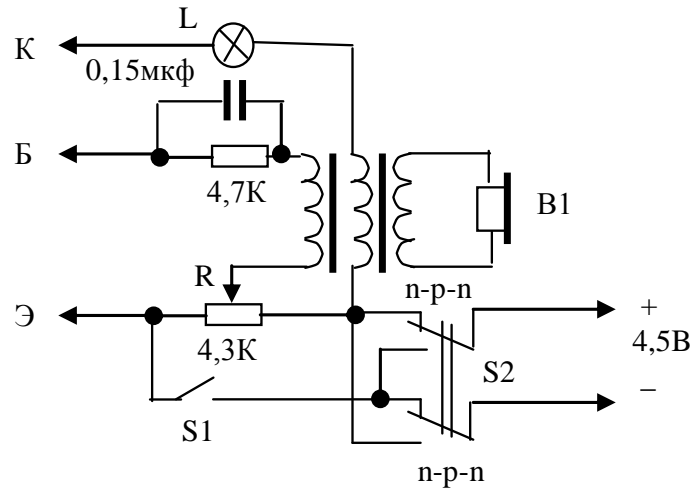 L
К
0,15мкф
Б
4,7К
В1
R
n-p-n
Э
+
4,3К
4,5В
S2
−
S1
n-p-n